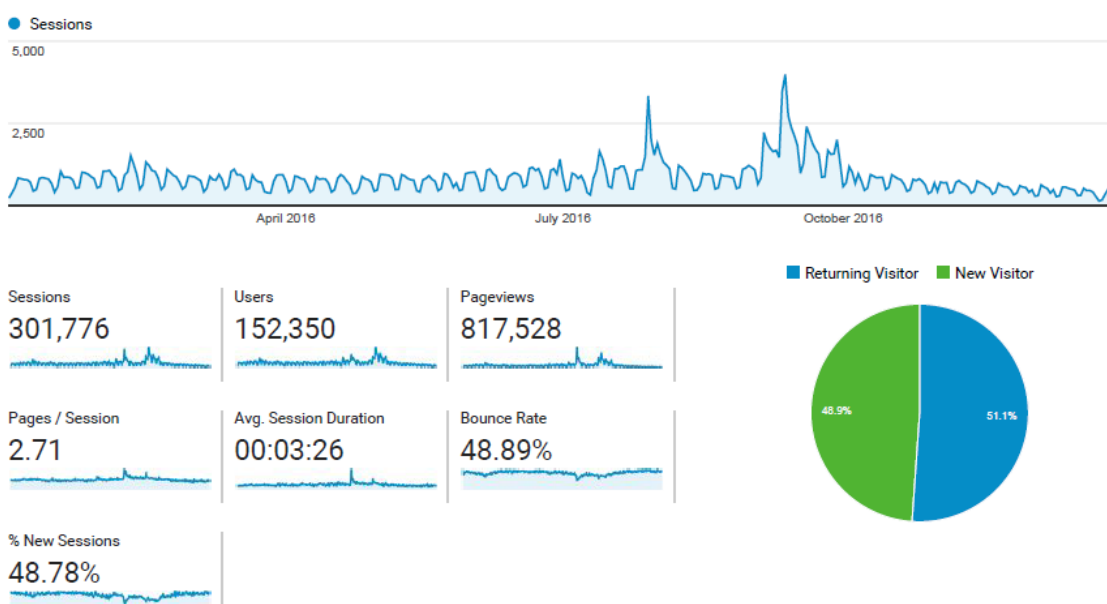 Sessions
5,000
2,500
April 2016 July 2016 October 2016
Returning Visitor New Visitor
Sessions Users Pageviews
301,776 152,350 817,528
48.9% 51.1%
Pages / Session Avg. Session Duration Bounce Rate
2.71 00:03:26 48.89%
% New Sessions
48.78%